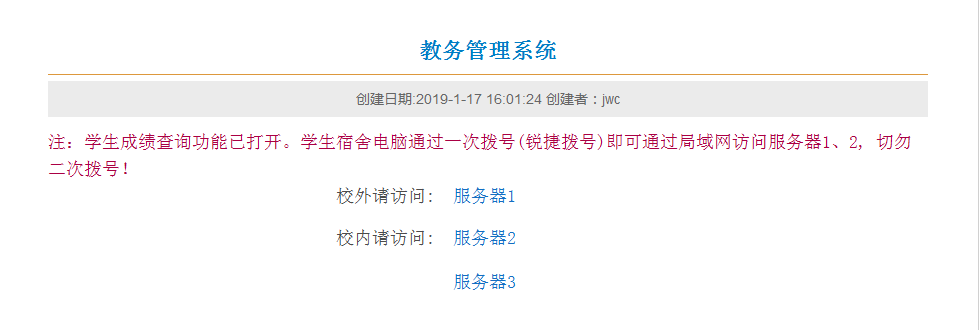 教务管理系统
创建日期:2019-1-17 16:01:24 创建者：jwc
注：学生成绩查询功能已打开。学生宿舍电脑通过一次拨号(锐捷拨号)即可通过局域网访问服务器1、2, 切勿
二次拨号！
校外请访问： 服务器1
校内请访问： 服务器2
服务器3